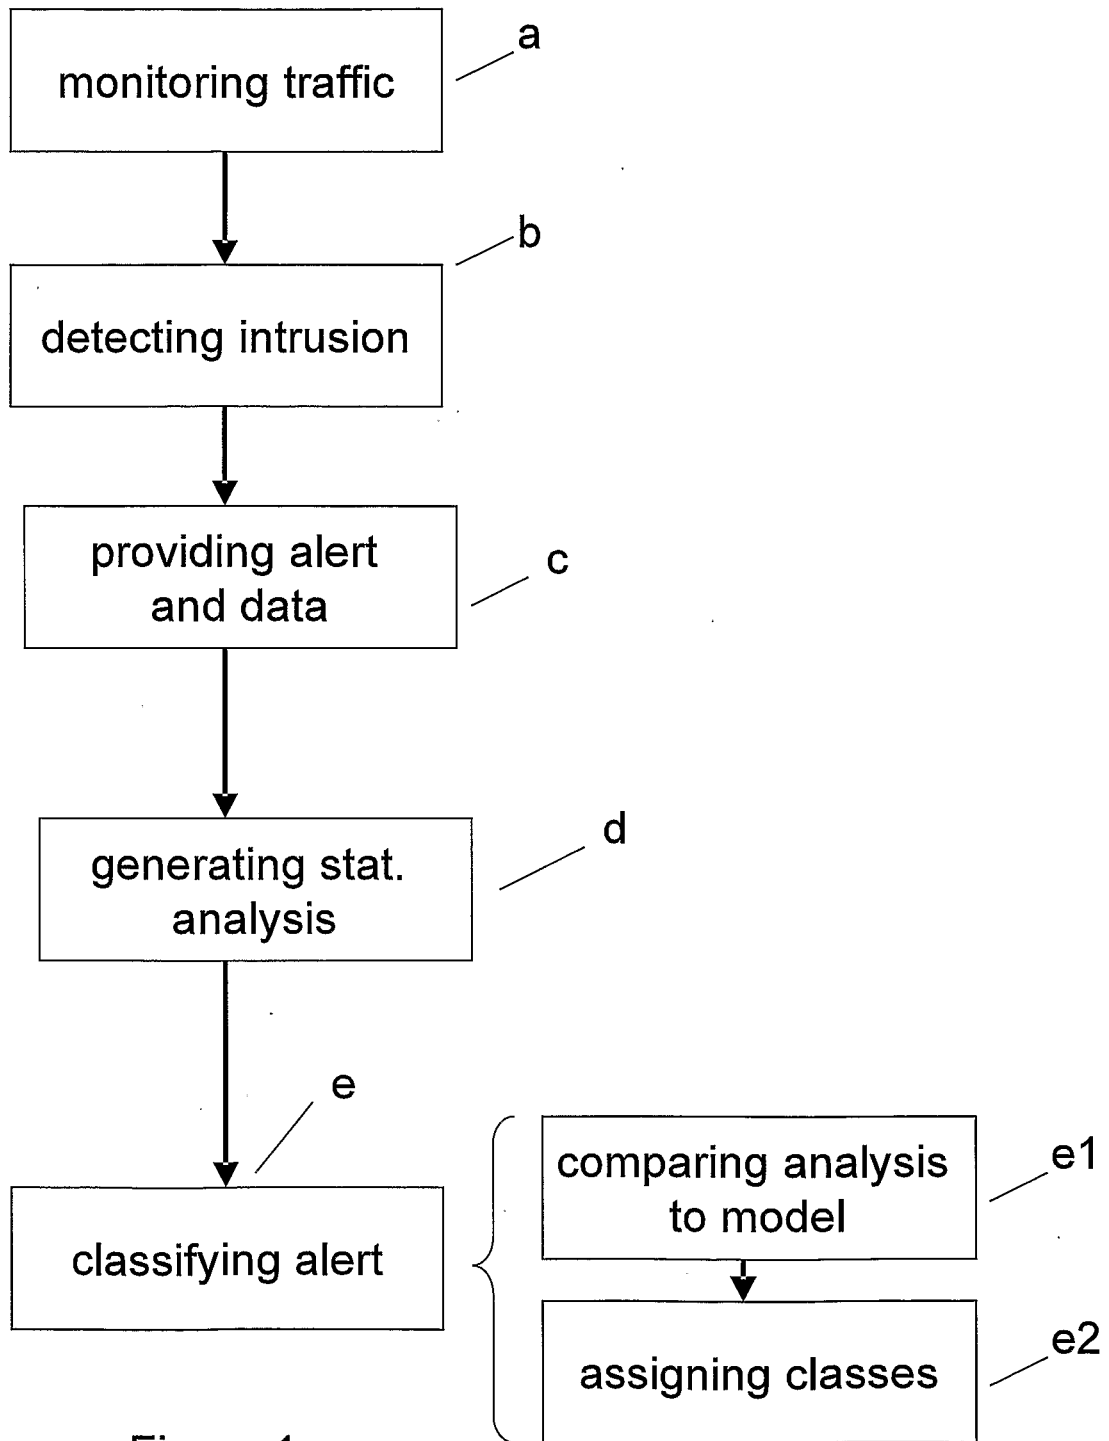 a
monitoring traffic
b
detecting intrusion
c
providing alert
and data
d
generating stat.
analysis
e
classifying alert
e1
comparing analysis
to model
e2
assigning classes